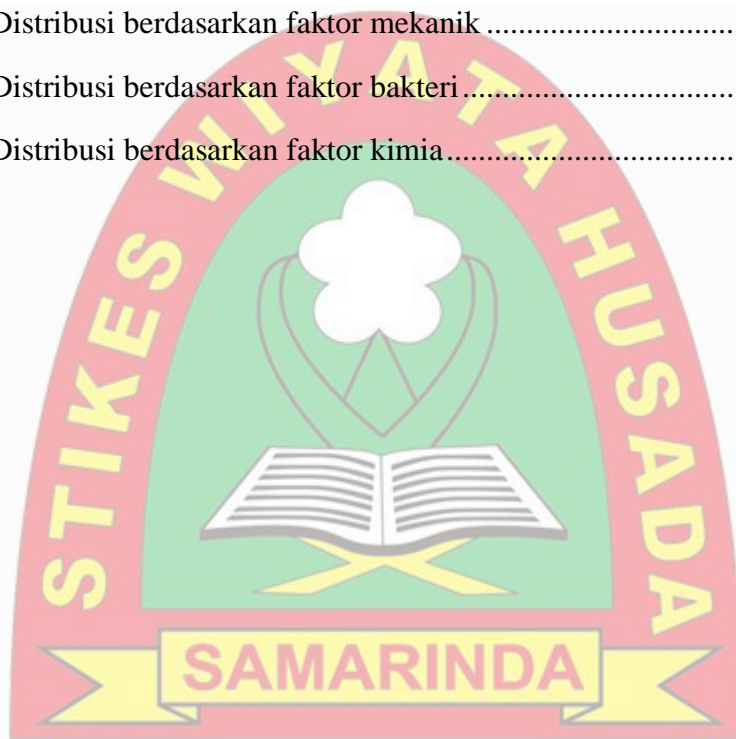 Distribusi berdasarkan faktor mekanik ...............................
Distribusi berdasarkan faktor bakteri..................................
Distribusi berdasarkan faktor kimia....................................
STIKES WIYATA HUSADA
SAMARINDA